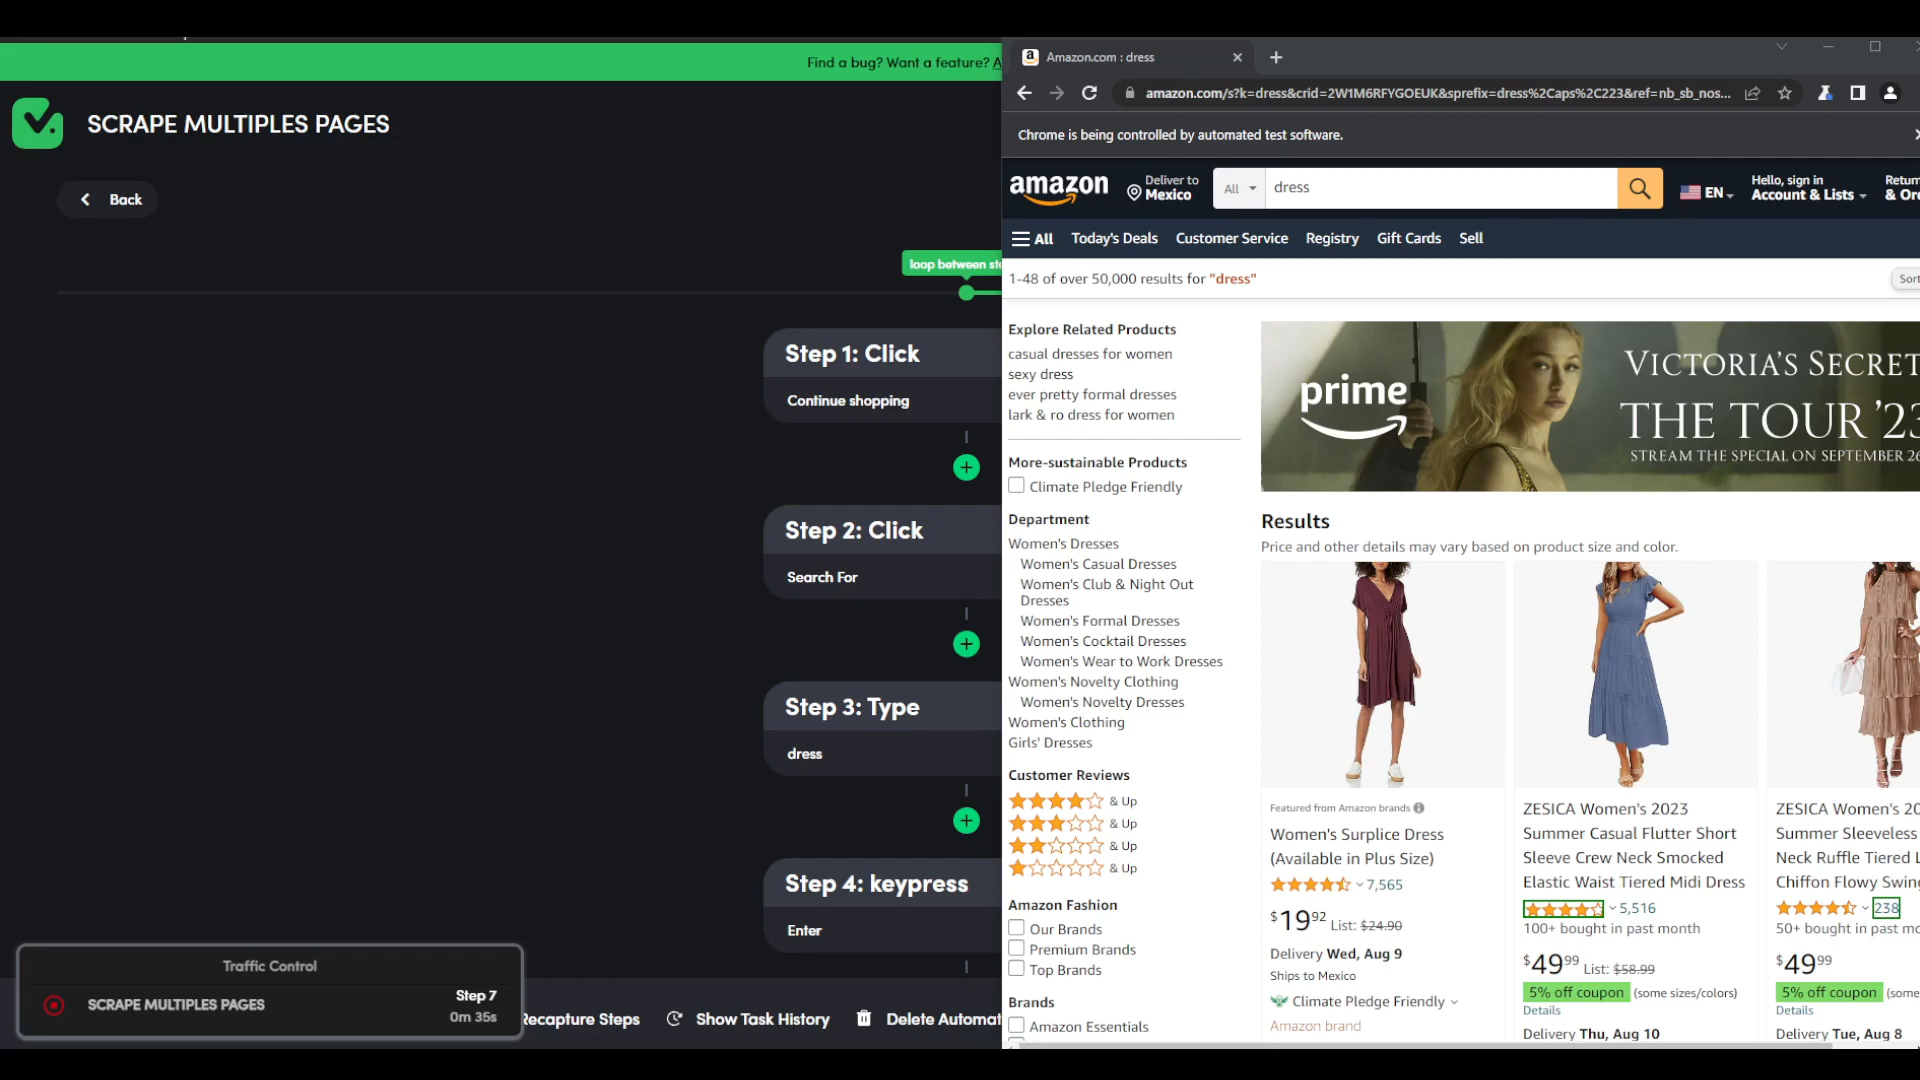 Find a bug? Want a feature? A
SCRAPE MULTIPLES PAGES
Back
loop between st
Step 1: Click
Continue shopping
Step 2: Click
Search For
Step 3: Type
dress
Step 4: keypress
Enter
Traffic Control
SCRAPE MULTIPLES PAGES
Step 7
0m 35s
Recapture Steps
Show Task History
Delete Automat
Amazon.com : dress
amazon.com/s?k=dress&crid=2W1M6RFYGOEUK&sprefix=dress%2Caps%2C223&ref=nb_sb_nos...
Chrome is being controlled by automated test software.
amazon
Deliver to
Mexico
All
dress
EN
Hello, sign in
Account & Lists
Return
& Or
All
Today's Deals
Customer Service
Registry
Gift Cards
Sell
1-48 of over 50,000 results for "dress"
Sort
Explore Related Products
casual dresses for women
sexy dress
ever pretty formal dresses
lark & ro dress for women
More-sustainable Products
Climate Pledge Friendly
Department
Women's Dresses
Women's Casual Dresses
Women's Club & Night Out
Dresses
Women's Formal Dresses
Women's Cocktail Dresses
Women's Wear to Work Dresses
Women's Novelty Clothing
Women's Novelty Dresses
Women's Clothing
Girls' Dresses
Customer Reviews
& Up
& Up
& Up
& Up
Amazon Fashion
Our Brands
Premium Brands
Top Brands
Brands
Amazon Essentials
prime
VICTORIA'S SECRET
THE TOUR '23
STREAM THE SPECIAL ON SEPTEMBER 26
Results
Price and other details may vary based on product size and color.
Featured from Amazon brands
Women's Surplice Dress
(Available in Plus Size)
7,565
$1992 List: $24.90
Delivery Wed, Aug 9
Ships to Mexico
Climate Pledge Friendly
Amazon brand
ZESICA Women's 2023
Summer Casual Flutter Short
Sleeve Crew Neck Smocked
Elastic Waist Tiered Midi Dress
5,516
100+ bought in past month
$4999 List: $58.99
5% off coupon (some sizes/colors)
Details
Delivery Thu, Aug 10
ZESICA Women's 20
Summer Sleeveless
Neck Ruffle Tiered L
Chiffon Flowy Swing
238
50+ bought in past mo
$4999
5% off coupon (some
Details
Delivery Tue, Aug 8